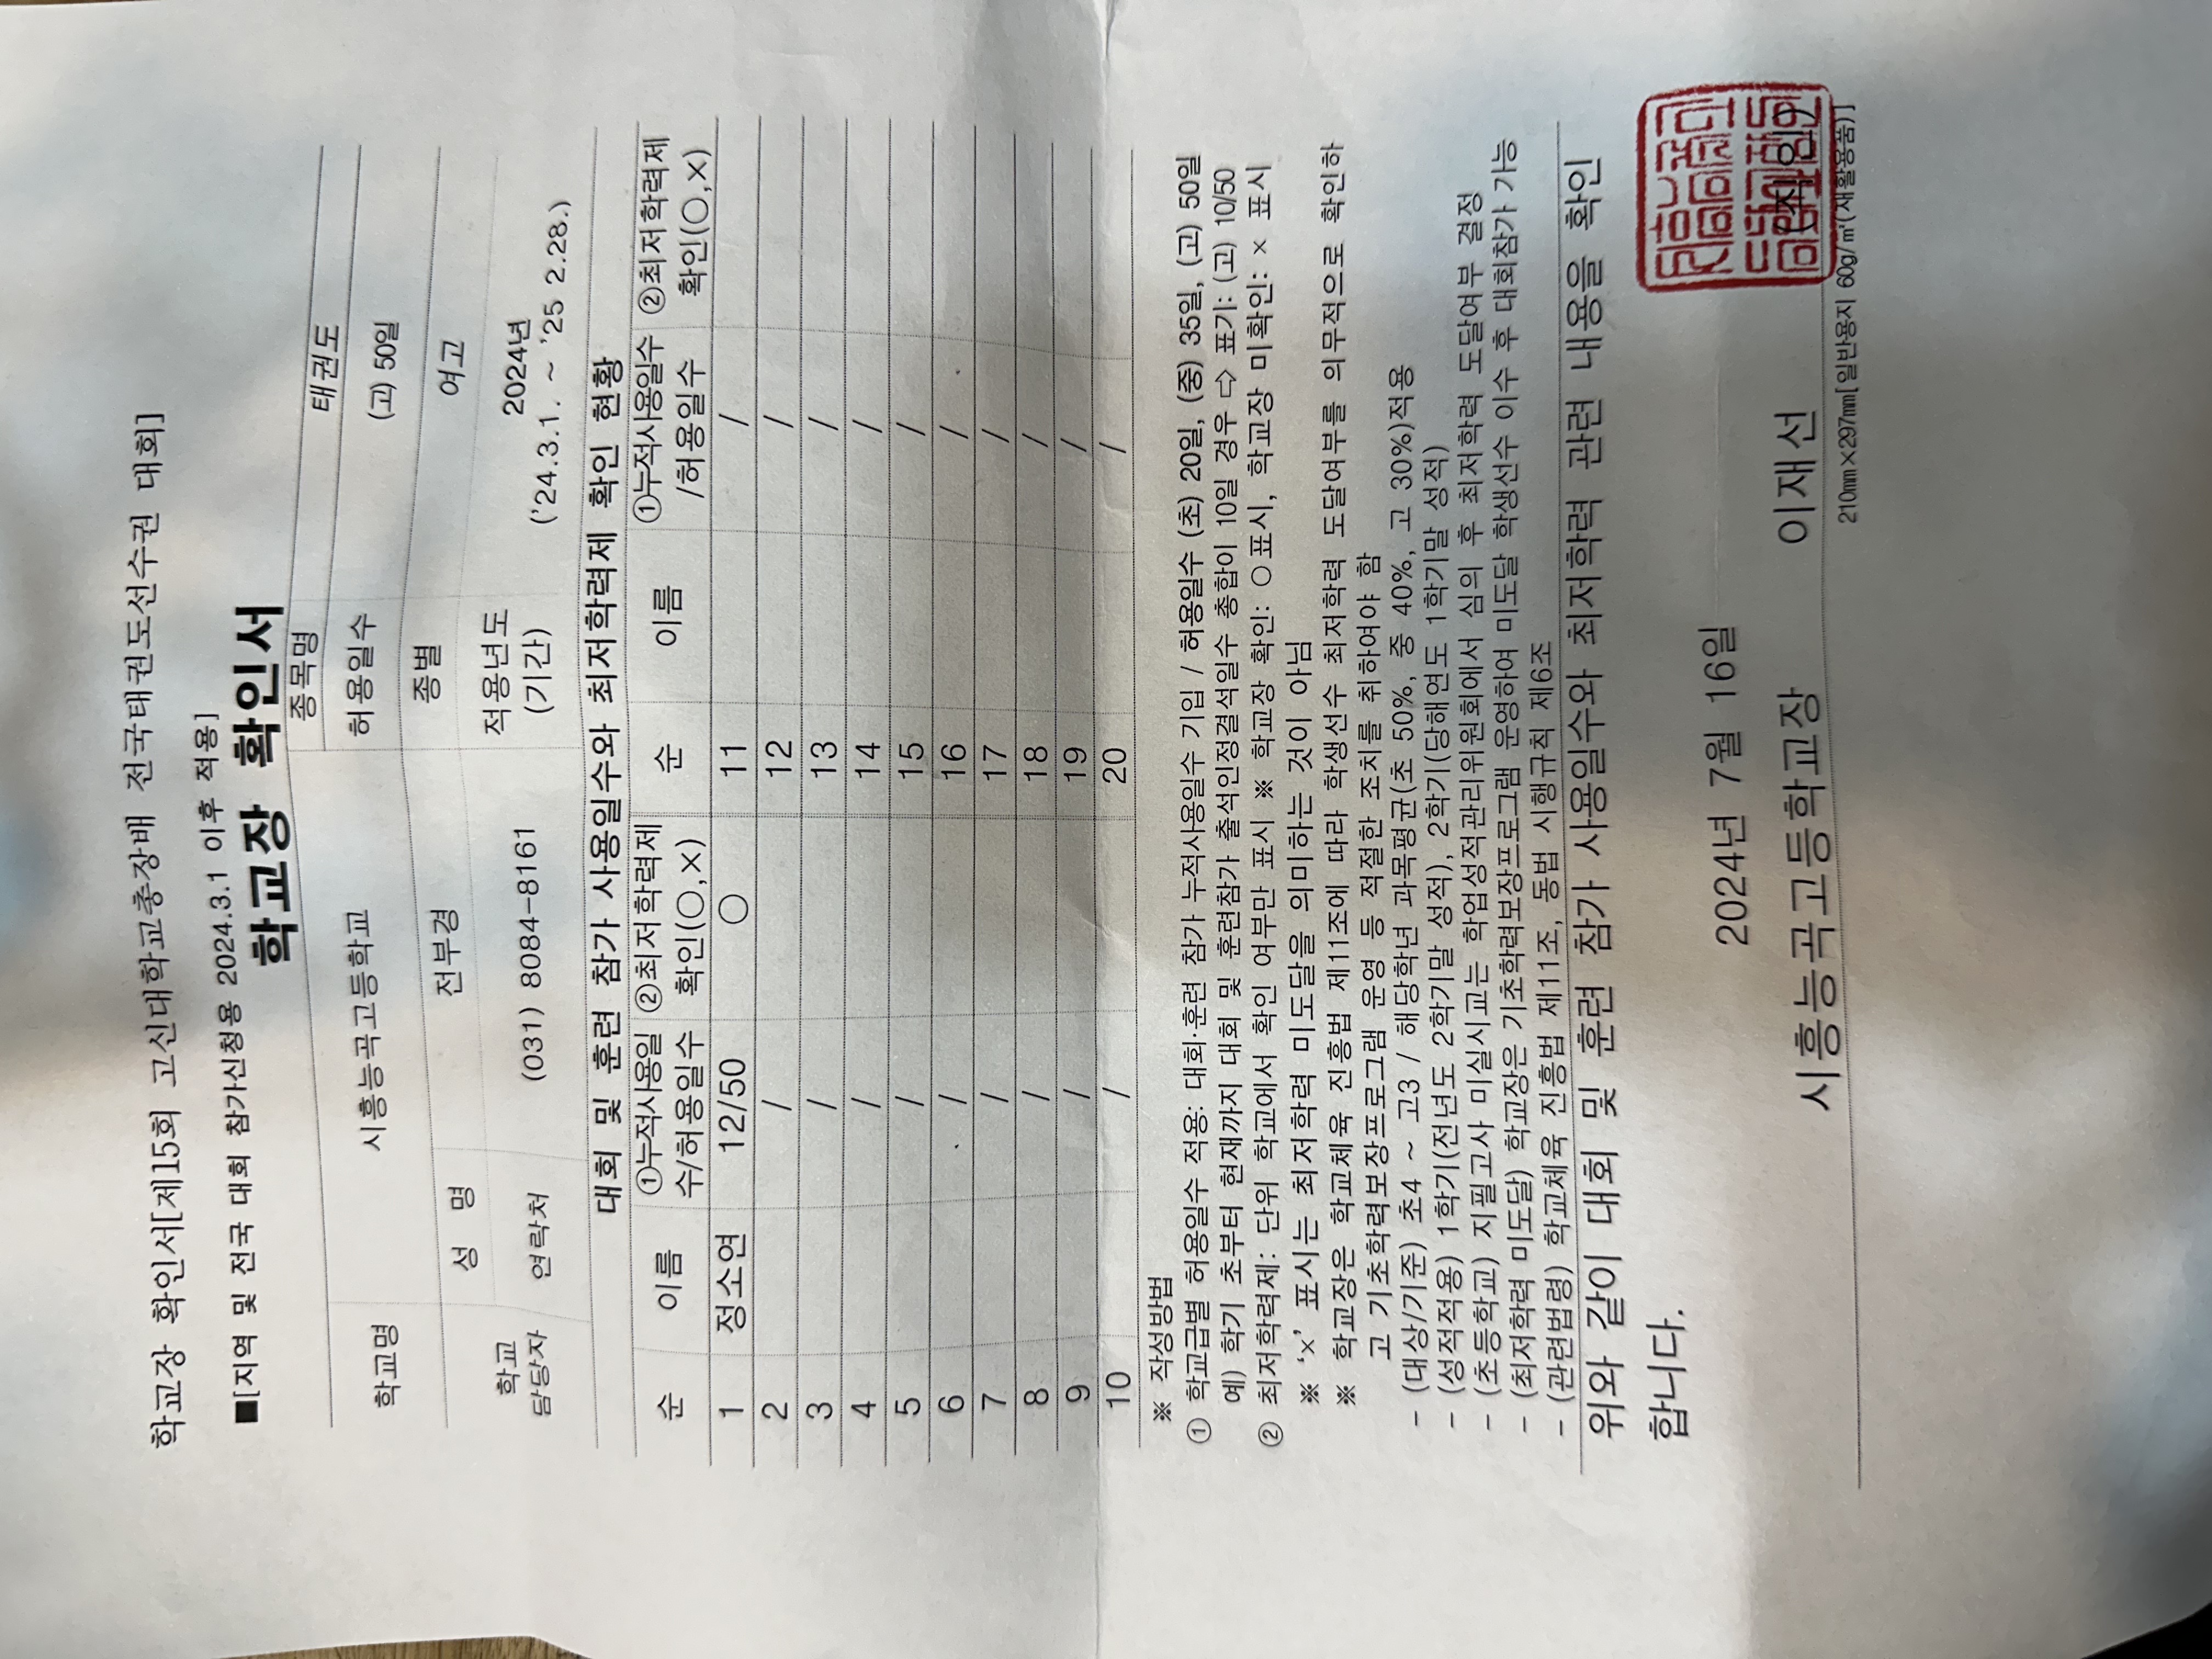 학교장 확인서[제15회 고신대학교총장배 전국태권도선수권 대회]
■[지역 및 전국 대회 참가신청용 2024.3.1 이후 적용]
학교장 확인서
학교명 시흥능곡고등학교 종목명 태권도
허용일수 (고) 50일
학교 담당자 성 명 전부경 종별 여고
연락처 (031) 8084-8161 적용년도 (기간) 2024년 ('24.3.1. ~ '25 2.28.)
대회 및 훈련 참가 사용일수와 최저학력제 확인 현황
순 이름 ①누적사용일수/허용일수 ②최저학력제 확인(○,×) 순 이름 ①누적사용일수/허용일수 ②최저학력제 확인(○,×)
1 정소연 12/50 ○ 11 /
2 / 12 /
3 / 13 /
4 / 14 /
5 / 15 /
6 / 16 /
7 / 17 /
8 / 18 /
9 / 19 /
10 / 20 /
※ 작성방법
① 학교급별 허용일수 적용: 대회·훈련 참가 누적사용일수 기입 / 허용일수 (초) 20일, (중) 35일, (고) 50일
예) 학기 초부터 현재까지 대회 및 훈련참가 출석인정결석일수 총합이 10일 경우 ⇨ 표기: (고) 10/50
② 최저학력제: 단위 학교에서 확인 여부만 표시 ※ 학교장 확인: ○표시, 학교장 미확인: × 표시
※ '×' 표시는 최저학력 미도달을 의미하는 것이 아님
※ 학교장은 학교체육 진흥법 제11조에 따라 학생선수 최저학력 도달여부를 의무적으로 확인하
고 기초학력보장프로그램 운영 등 적절한 조치를 취하여야 함
- (대상/기준) 초4 ~ 고3 / 해당학년 과목평균(초 50%, 중 40%, 고 30%)적용
- (성적적용) 1학기(전년도 2학기말 성적), 2학기(당해연도 1학기말 성적)
- (초등학교) 지필고사 미실시교는 학업성적관리위원회에서 심의 후 최저학력 도달여부 결정
- (최저학력 미도달) 학교장은 기초학력보장프로그램 운영하여 미도달 학생선수 이수 후 대회참가 가능
- (관련법령) 학교체육 진흥법 제11조, 동법 시행규칙 제6조
위와 같이 대회 및 훈련 참가 사용일수와 최저학력 관련 내용을 확인
합니다.
2024년 7월 16일
시흥능곡고등학교장 이재선 (직인)
210㎜×297㎜[일반용지 60g/㎡(재활용품)]